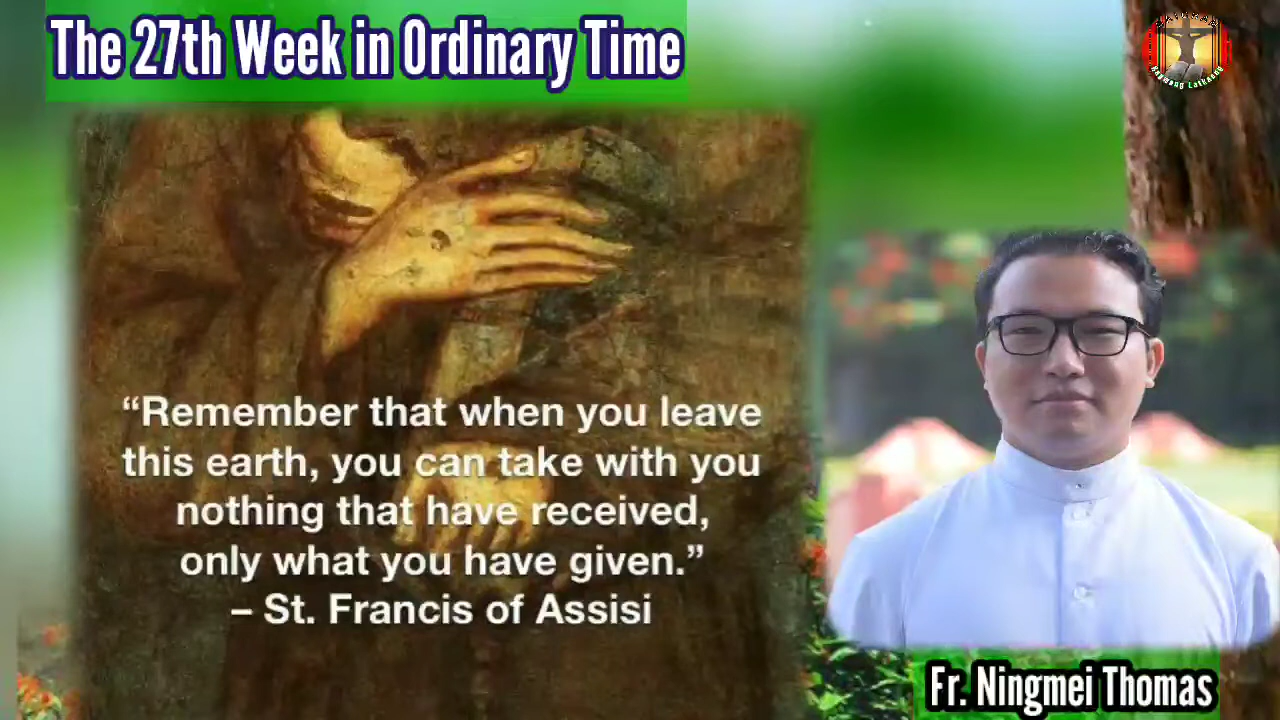 The 27th Week in Ordinary Time
“Remember that when you leave
this earth, you can take with you
nothing that have received,
only what you have given.”
– St. Francis of Assisi
Fr. Ningmei Thomas